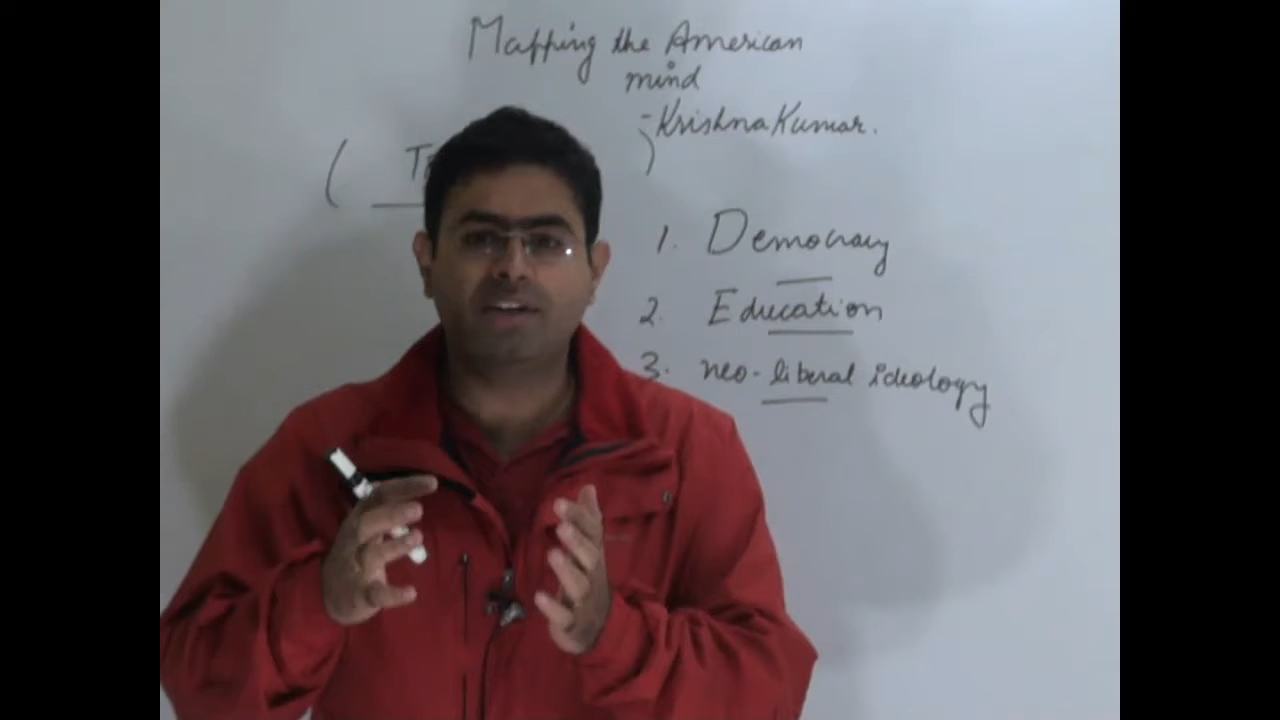 Mapping the American
mind
- Krishna Kumar.
(
)
1. Democracy
2. Education
3. neo-liberal ideology